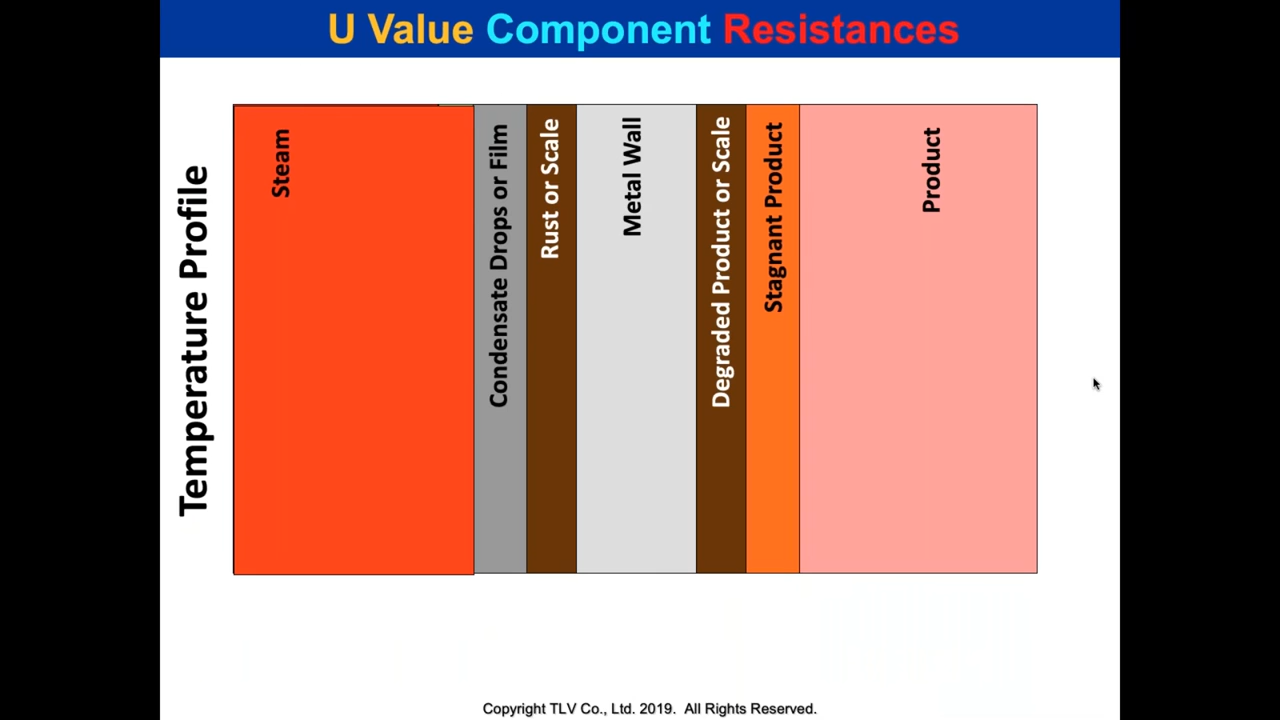 U Value Component Resistances
Temperature Profile
Steam
Condensate Drops or Film
Rust or Scale
Metal Wall
Degraded Product or Scale
Stagnant Product
Product
Copyright TLV Co., Ltd. 2019.  All Rights Reserved.